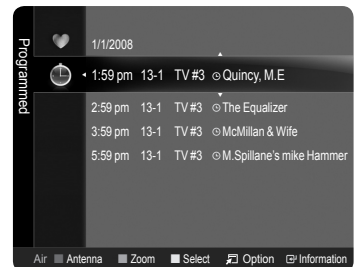 Programmed
1/1/2008
1:59 pm 13-1 TV #3 Quincy, M.E
2:59 pm 13-1 TV #3 The Equalizer
3:59 pm 13-1 TV #3 McMillan & Wife
5:59 pm 13-1 TV #3 M.Spillane's mike Hammer
Air Antenna Zoom Select Option Information